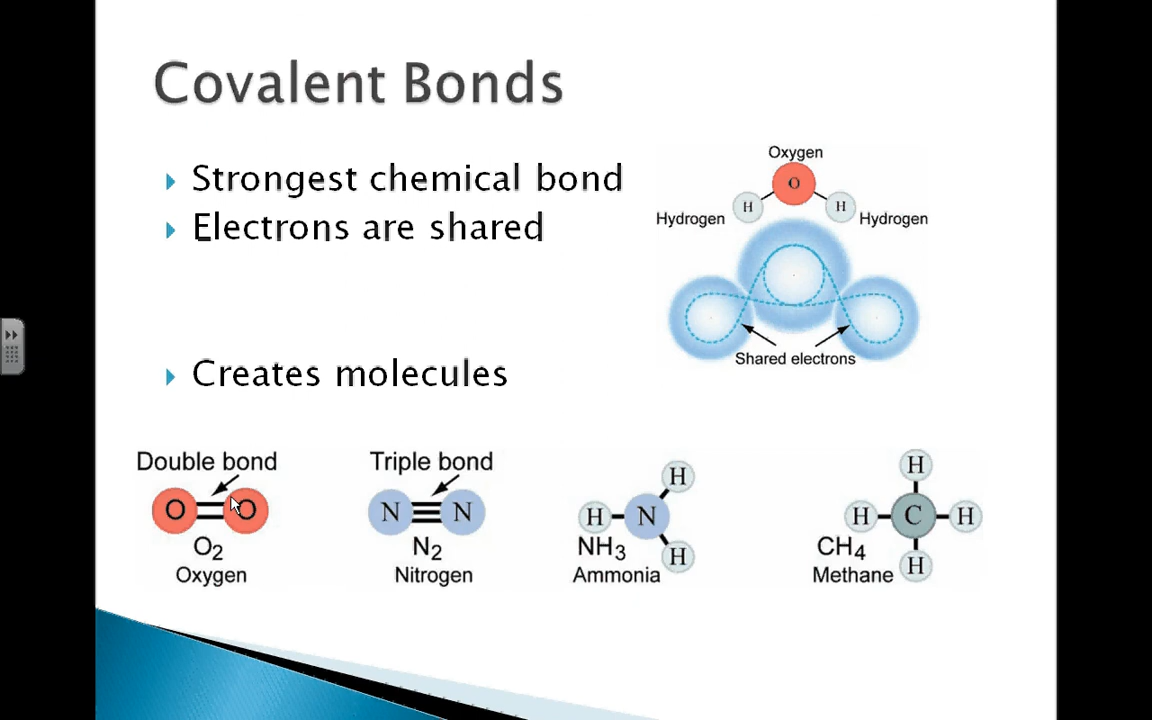 Covalent Bonds
Strongest chemical bond
Electrons are shared
Oxygen
O
H H
Hydrogen Hydrogen
Shared electrons
Creates molecules
Double bond
O O
O2
Oxygen
Triple bond
N N
N2
Nitrogen
H
H N
H
NH3
Ammonia
H
H C H
H
CH4
Methane